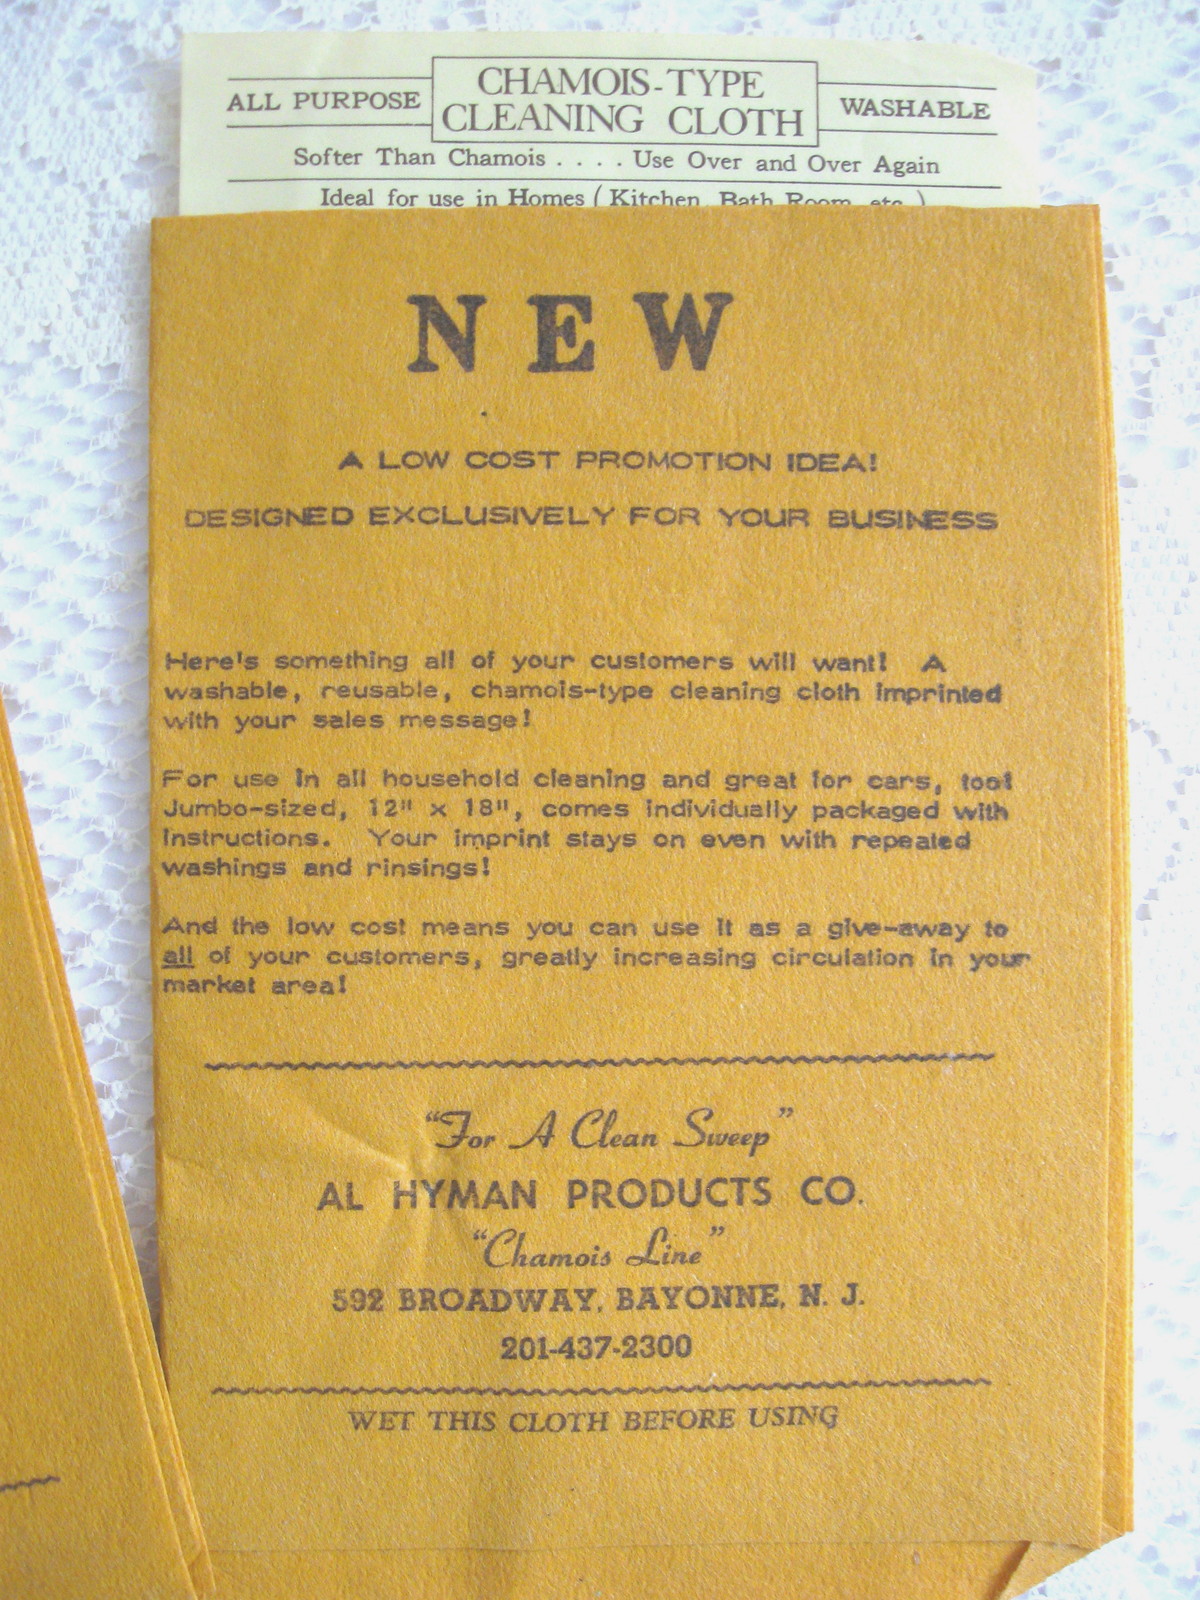 ALL PURPOSE
CHAMOIS-TYPE
CLEANING CLOTH
WASHABLE
Softer Than Chamois . . . . Use Over and Over Again
Ideal for use in Homes ( Kitchen, Bath Room, etc. )
NEW
A LOW COST PROMOTION IDEA!
DESIGNED EXCLUSIVELY FOR YOUR BUSINESS
Here's something all of your customers will want!  A
washable, reusable, chamois-type cleaning cloth imprinted
with your sales message!
For use in all household cleaning and great for cars, too!
Jumbo-sized, 12" x 18", comes individually packaged with
instructions.  Your imprint stays on even with repeated
washings and rinsings!
And the low cost means you can use it as a give-away to
all of your customers, greatly increasing circulation in your
market area!
"For A Clean Sweep"
AL HYMAN PRODUCTS CO.
"Chamois Line"
592 BROADWAY, BAYONNE, N. J.
201-437-2300
WET THIS CLOTH BEFORE USING